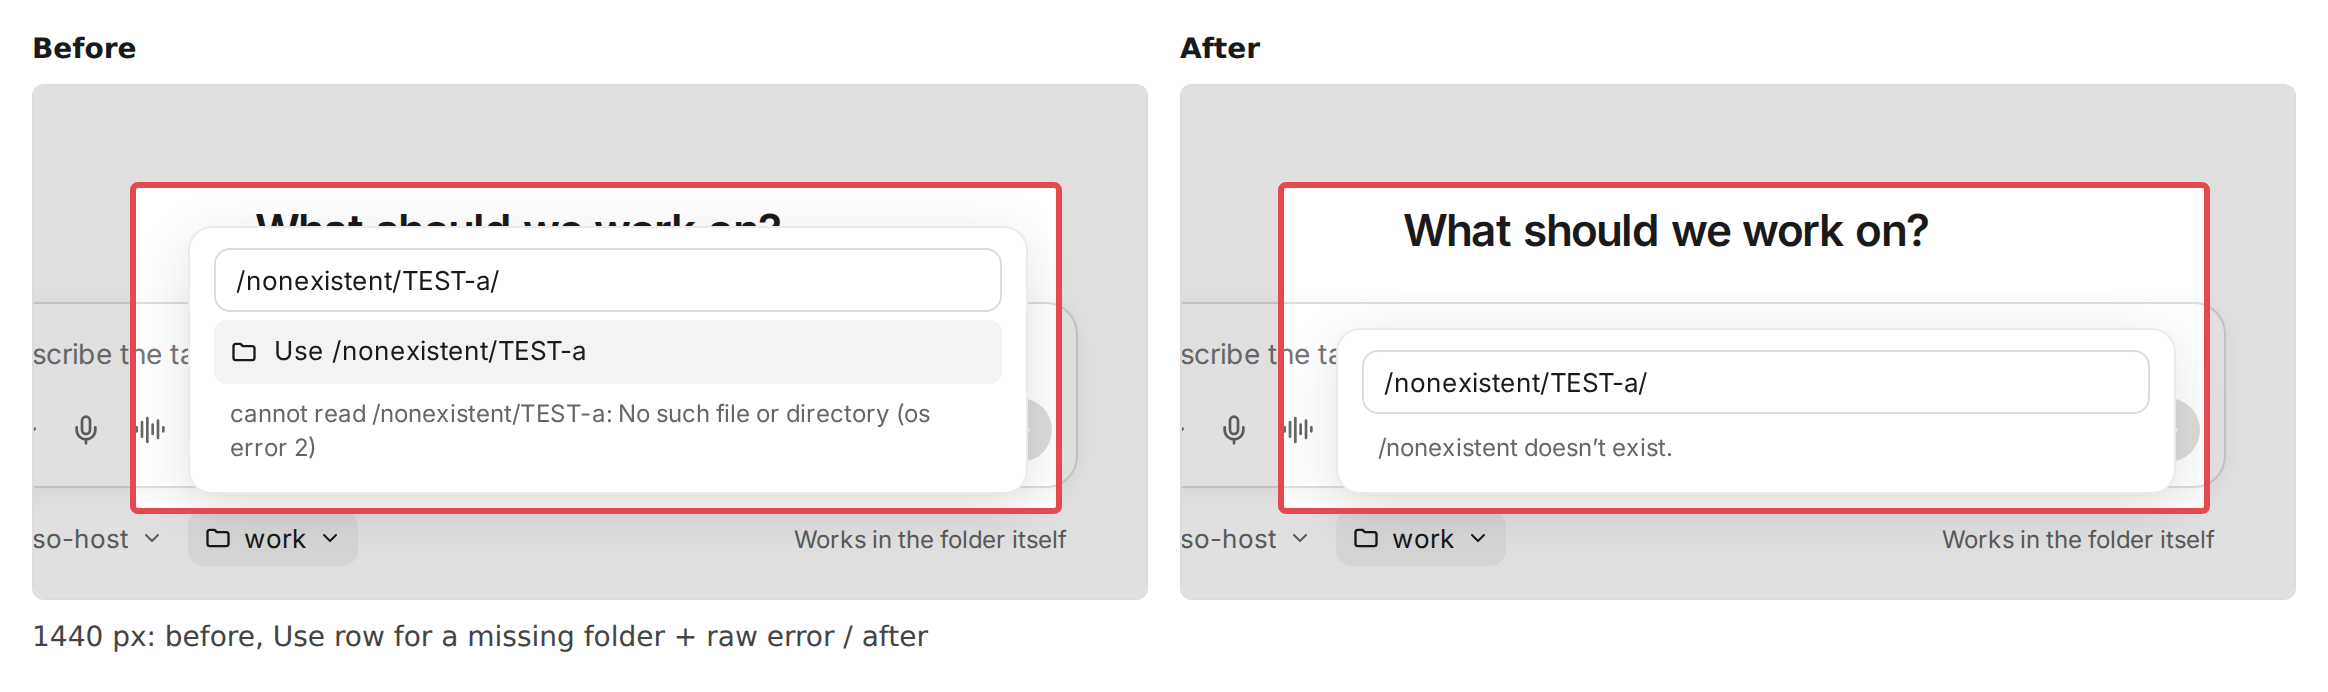 Before
What should we work on?
/nonexistent/TEST-a/
Use /nonexistent/TEST-a
scribe the ta
cannot read /nonexistent/TEST-a: No such file or directory (os
error 2)
so-host
work
Works in the folder itself
After
What should we work on?
scribe the ta
/nonexistent/TEST-a/
/nonexistent doesn’t exist.
so-host
work
Works in the folder itself
1440 px: before, Use row for a missing folder + raw error / after